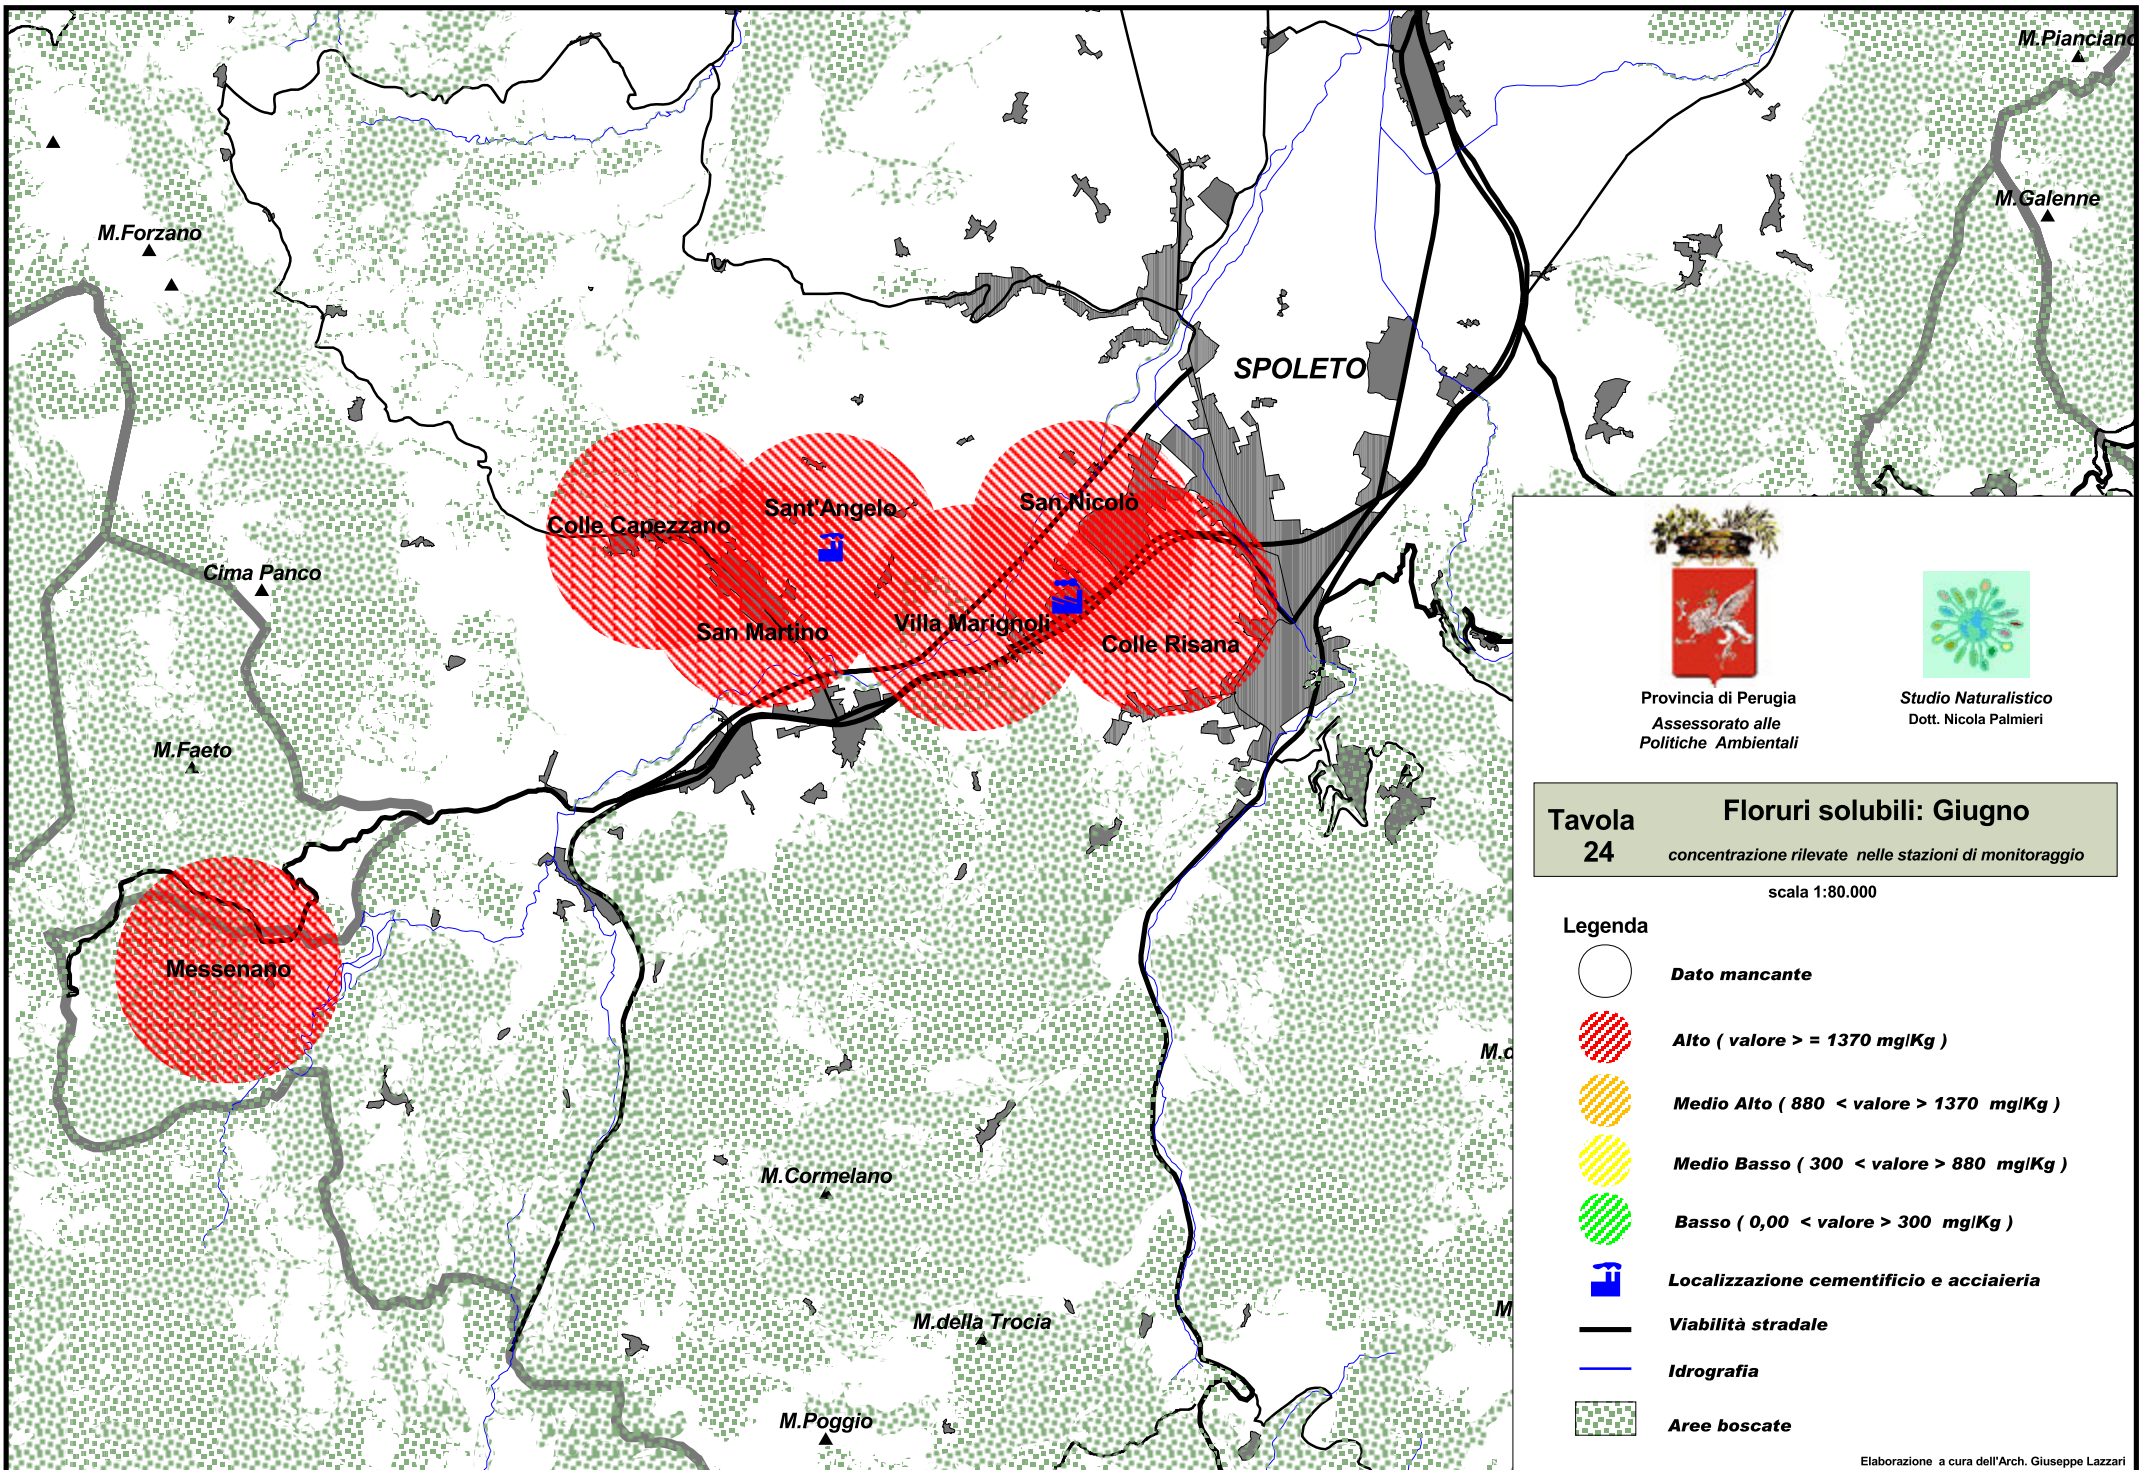 M.Pianciano
M.Galenne
M.Forzano
SPOLETO
Sant'Angelo
San Nicolò
Colle Capezzano
Cima Panco
San Martino
Villa Marignoli
Colle Risana
M.Faeto
Messenano
M.Cormelano
M.della Trocia
M.Poggio
Provincia di Perugia
Assessorato alle
Politiche Ambientali
Studio Naturalistico
Dott. Nicola Palmieri
Tavola
24
Floruri solubili: Giugno
concentrazione rilevate nelle stazioni di monitoraggio
scala 1:80.000
Legenda
Dato mancante
Alto ( valore > = 1370 mg/Kg )
Medio Alto ( 880 < valore > 1370 mg/Kg )
Medio Basso ( 300 < valore > 880 mg/Kg )
Basso ( 0,00 < valore > 300 mg/Kg )
Localizzazione cementificio e acciaieria
Viabilità stradale
Idrografia
Aree boscate
Elaborazione a cura dell'Arch. Giuseppe Lazzari